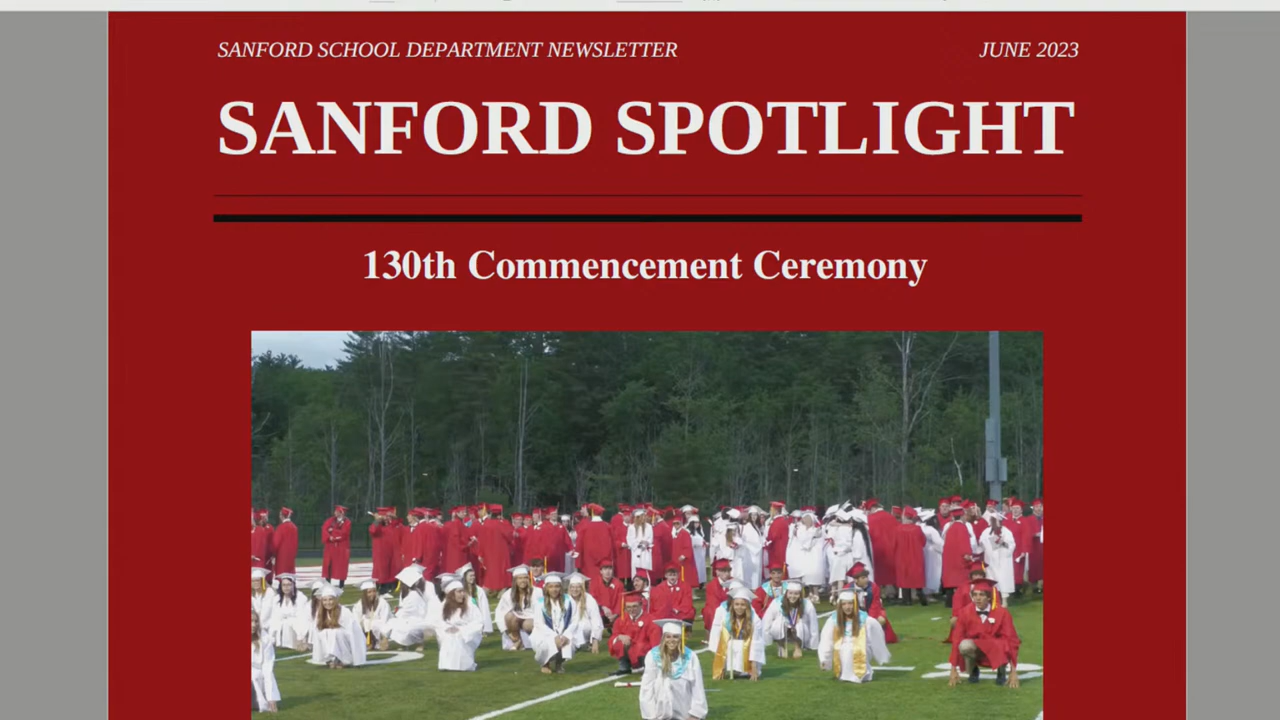 SANFORD SCHOOL DEPARTMENT NEWSLETTER JUNE 2023
SANFORD SPOTLIGHT
130th Commencement Ceremony